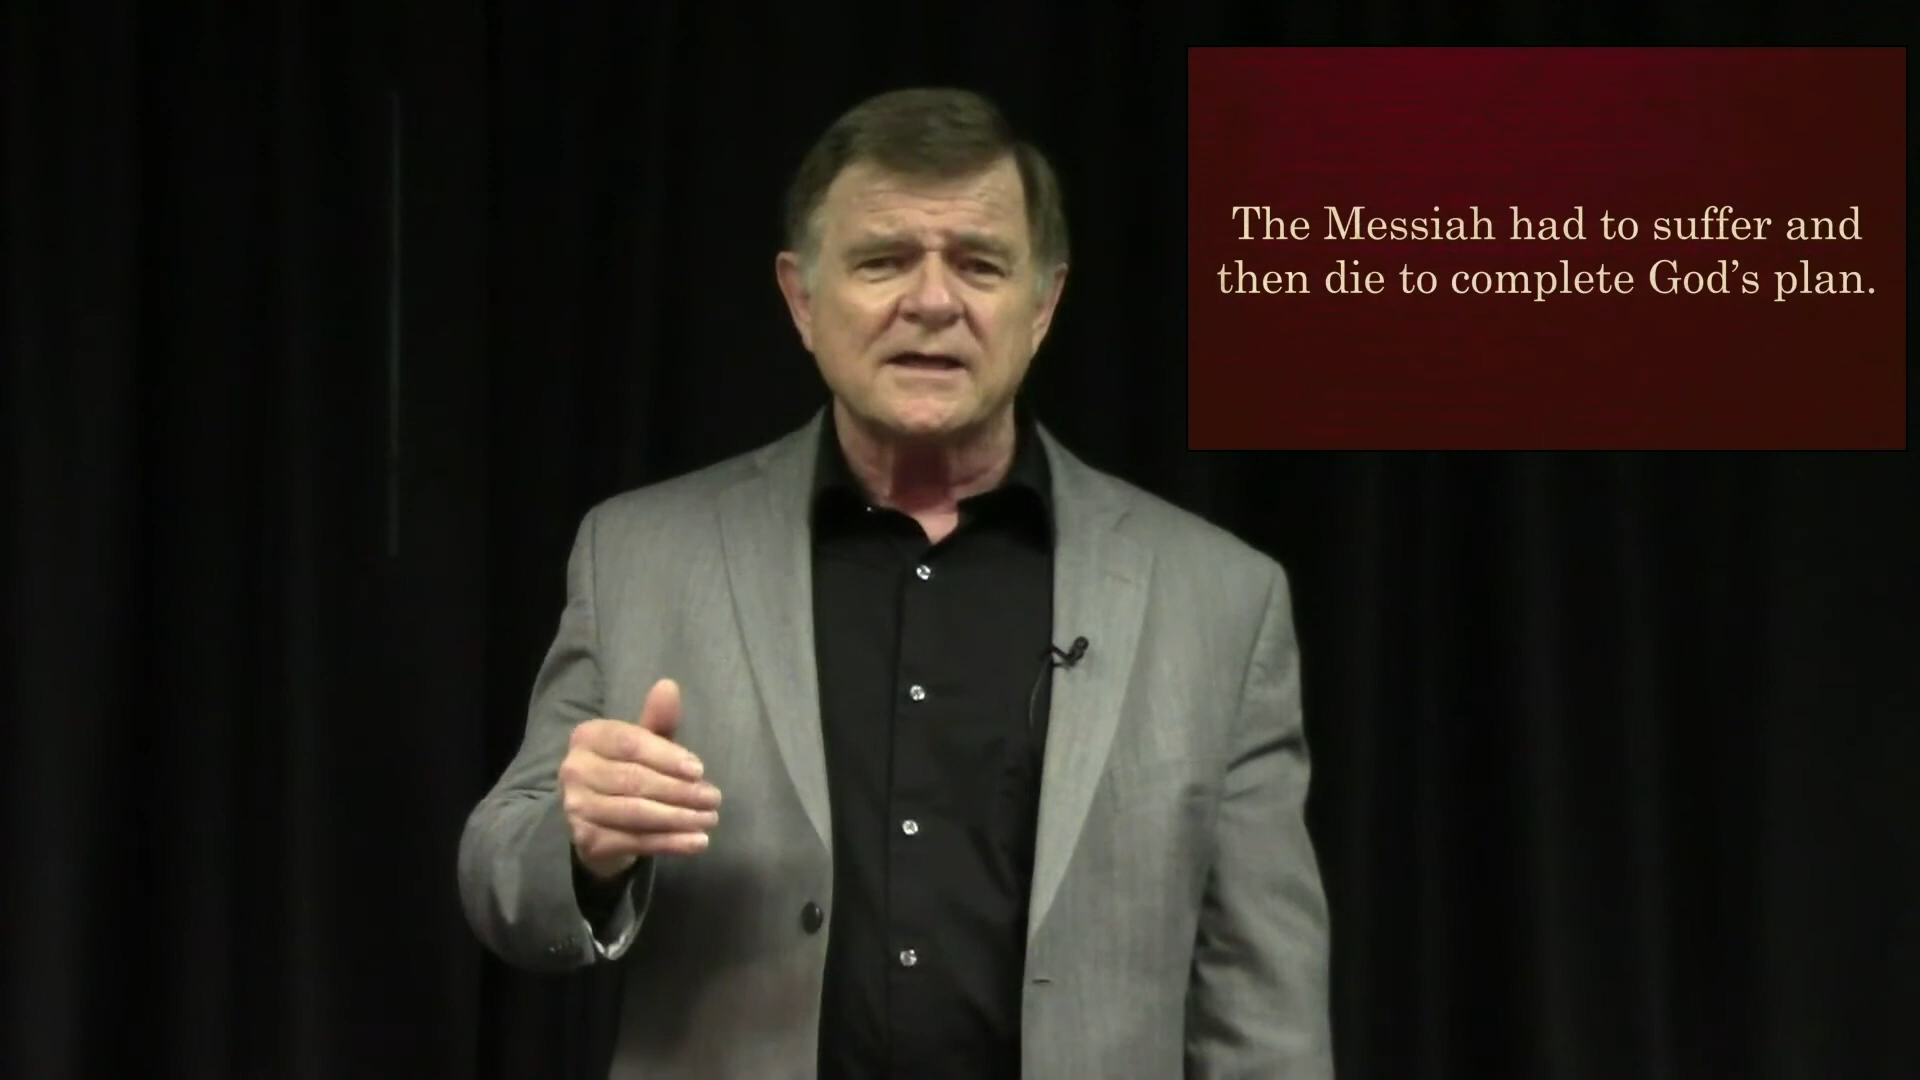 The Messiah had to suffer and
then die to complete God’s plan.